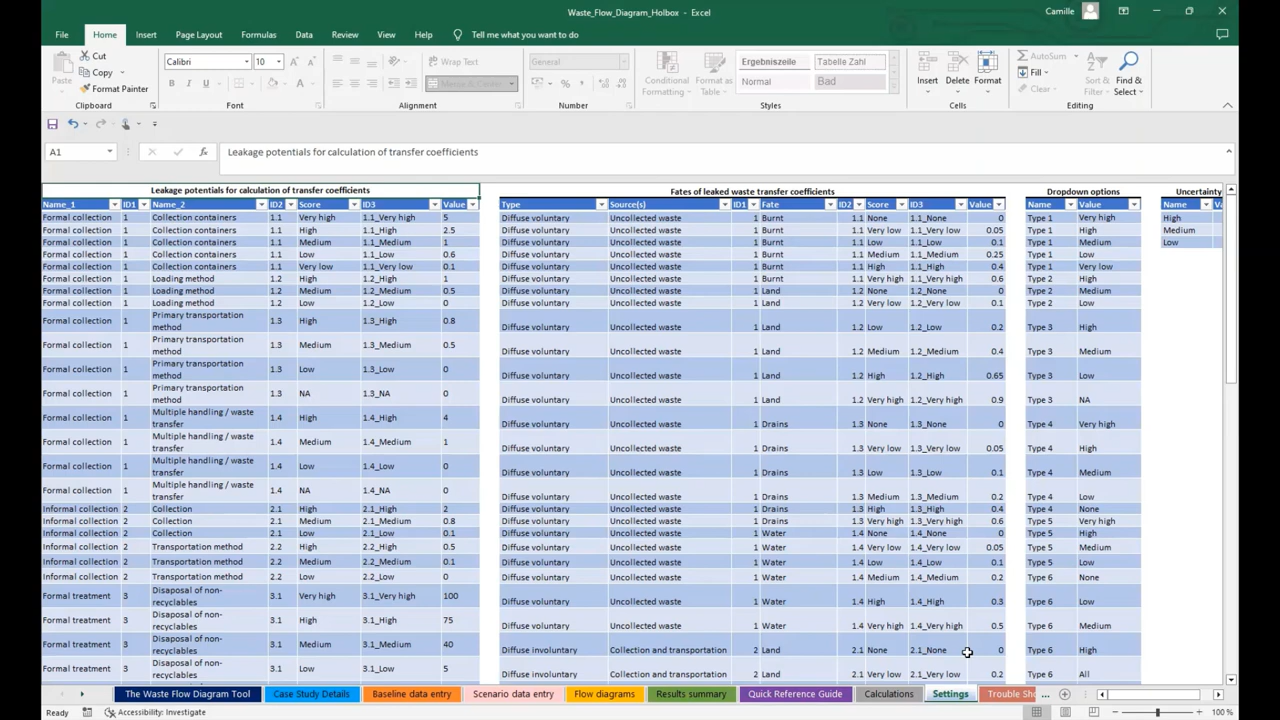 Waste_Flow_Diagram_Holbox - Excel
Camille
File Home Insert Page Layout Formulas Data Review View Help Tell me what you want to do
Paste
Cut
Copy
Format Painter
Clipboard
Calibri 10
B I U
Font
Wrap Text
Merge & Center
Alignment
General
Number
Conditional Formatting
Format as Table
Ergebniszeile Tabelle Zahl
Normal Bad
Styles
Insert Delete Format
Cells
AutoSum
Fill
Clear
Sort & Filter
Find & Select
Editing
A1 fx Leakage potentials for calculation of transfer coefficients
Leakage potentials for calculation of transfer coefficients
Name_1 ID1 Name_2 ID2 Score ID3 Value
Formal collection 1 Collection containers 1.1 Very high 1.1_Very high 5
Formal collection 1 Collection containers 1.1 High 1.1_High 2.5
Formal collection 1 Collection containers 1.1 Medium 1.1_Medium 1
Formal collection 1 Collection containers 1.1 Low 1.1_Low 0.6
Formal collection 1 Collection containers 1.1 Very low 1.1_Very low 0.1
Formal collection 1 Loading method 1.2 High 1.2_High 1
Formal collection 1 Loading method 1.2 Medium 1.2_Medium 0.5
Formal collection 1 Loading method 1.2 Low 1.2_Low 0
Formal collection 1 Primary transportation method 1.3 High 1.3_High 0.8
Formal collection 1 Primary transportation method 1.3 Medium 1.3_Medium 0.5
Formal collection 1 Primary transportation method 1.3 Low 1.3_Low 0
Formal collection 1 Primary transportation method 1.3 NA 1.3_NA 0
Formal collection 1 Multiple handling / waste transfer 1.4 High 1.4_High 4
Formal collection 1 Multiple handling / waste transfer 1.4 Medium 1.4_Medium 1
Formal collection 1 Multiple handling / waste transfer 1.4 Low 1.4_Low 0
Formal collection 1 Multiple handling / waste transfer 1.4 NA 1.4_NA 0
Informal collection 2 Collection 2.1 High 2.1_High 2
Informal collection 2 Collection 2.1 Medium 2.1_Medium 0.8
Informal collection 2 Collection 2.1 Low 2.1_Low 0.1
Informal collection 2 Transportation method 2.2 High 2.2_High 0.5
Informal collection 2 Transportation method 2.2 Medium 2.2_Medium 0.1
Informal collection 2 Transportation method 2.2 Low 2.2_Low 0
Formal treatment 3 Disaposal of non-recyclables 3.1 Very high 3.1_Very high 100
Formal treatment 3 Disaposal of non-recyclables 3.1 High 3.1_High 75
Formal treatment 3 Disaposal of non-recyclables 3.1 Medium 3.1_Medium 40
Formal treatment 3 Disaposal of non-recyclables 3.1 Low 3.1_Low 5
Fates of leaked waste transfer coefficients
Type Source(s) ID1 Fate ID2 Score ID3 Value
Diffuse voluntary Uncollected waste 1 Burnt 1.1 None 1.1_None 0
Diffuse voluntary Uncollected waste 1 Burnt 1.1 Very low 1.1_Very low 0.05
Diffuse voluntary Uncollected waste 1 Burnt 1.1 Low 1.1_Low 0.1
Diffuse voluntary Uncollected waste 1 Burnt 1.1 Medium 1.1_Medium 0.25
Diffuse voluntary Uncollected waste 1 Burnt 1.1 High 1.1_High 0.4
Diffuse voluntary Uncollected waste 1 Burnt 1.1 Very high 1.1_Very high 0.6
Diffuse voluntary Uncollected waste 1 Land 1.2 None 1.2_None 0
Diffuse voluntary Uncollected waste 1 Land 1.2 Very low 1.2_Very low 0.1
Diffuse voluntary Uncollected waste 1 Land 1.2 Low 1.2_Low 0.2
Diffuse voluntary Uncollected waste 1 Land 1.2 Medium 1.2_Medium 0.4
Diffuse voluntary Uncollected waste 1 Land 1.2 High 1.2_High 0.65
Diffuse voluntary Uncollected waste 1 Land 1.2 Very high 1.2_Very high 0.9
Diffuse voluntary Uncollected waste 1 Drains 1.3 None 1.3_None 0
Diffuse voluntary Uncollected waste 1 Drains 1.3 Very low 1.3_Very low 0.05
Diffuse voluntary Uncollected waste 1 Drains 1.3 Low 1.3_Low 0.1
Diffuse voluntary Uncollected waste 1 Drains 1.3 Medium 1.3_Medium 0.2
Diffuse voluntary Uncollected waste 1 Drains 1.3 High 1.3_High 0.4
Diffuse voluntary Uncollected waste 1 Drains 1.3 Very high 1.3_Very high 0.6
Diffuse voluntary Uncollected waste 1 Water 1.4 None 1.4_None 0
Diffuse voluntary Uncollected waste 1 Water 1.4 Very low 1.4_Very low 0.05
Diffuse voluntary Uncollected waste 1 Water 1.4 Low 1.4_Low 0.1
Diffuse voluntary Uncollected waste 1 Water 1.4 Medium 1.4_Medium 0.2
Diffuse voluntary Uncollected waste 1 Water 1.4 High 1.4_High 0.3
Diffuse voluntary Uncollected waste 1 Water 1.4 Very high 1.4_Very high 0.5
Diffuse involuntary Collection and transportation 2 Land 2.1 None 2.1_None 0
Diffuse involuntary Collection and transportation 2 Land 2.1 Very low 2.1_Very low 0.2
Dropdown options
Name Value
Type 1 Very high
Type 1 High
Type 1 Medium
Type 1 Low
Type 1 Very low
Type 2 High
Type 2 Medium
Type 2 Low
Type 3 High
Type 3 Medium
Type 3 Low
Type 3 NA
Type 4 Very high
Type 4 High
Type 4 Medium
Type 4 Low
Type 4 None
Type 5 Very high
Type 5 High
Type 5 Medium
Type 5 Low
Type 6 None
Type 6 Low
Type 6 Medium
Type 6 High
Type 6 All
Uncertainty
Name
High
Medium
Low
The Waste Flow Diagram Tool Case Study Details Baseline data entry Scenario data entry Flow diagrams Results summary Quick Reference Guide Calculations Settings Trouble Sho ...
Ready Accessibility: Investigate 100 %